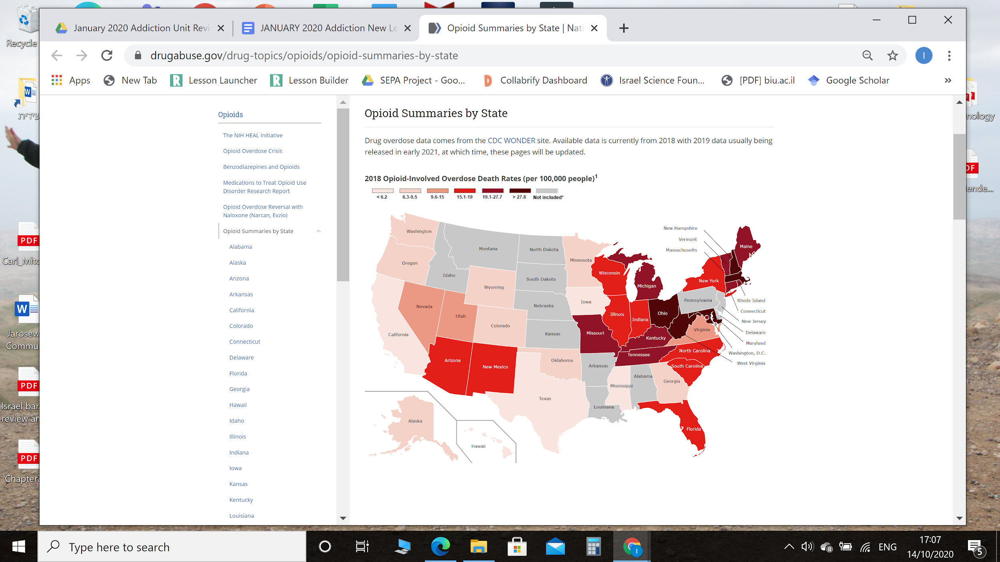 Recycle
עידית
Carl_Mitc
Jarosew
Commu
Israel bar
review ar
Chapter2
PDF
PDF
PDF
W
W
January 2020 Addiction Unit Revi
JANUARY 2020 Addiction New Le
Opioid Summaries by State | Nati
drugabuse.gov/drug-topics/opioids/opioid-summaries-by-state
I
Apps
New Tab
R
Lesson Launcher
R
Lesson Builder
SEPA Project - Goo...
Collabrify Dashboard
Israel Science Foun...
[PDF] biu.ac.il
Google Scholar
»
nology
DF
ende...
Opioids
The NIH HEAL Initiative
Opioid Overdose Crisis
Benzodiazepines and Opioids
Medications to Treat Opioid Use
Disorder Research Report
Opioid Overdose Reversal with
Naloxone (Narcan, Evzio)
Opioid Summaries by State
Alabama
Alaska
Arizona
Arkansas
California
Colorado
Connecticut
Delaware
Florida
Georgia
Hawaii
Idaho
Illinois
Indiana
Iowa
Kansas
Kentucky
Louisiana
Opioid Summaries by State
Drug overdose data comes from the CDC WONDER site. Available data is currently from 2018 with 2019 data usually being
released in early 2021, at which time, these pages will be updated.
2018 Opioid-Involved Overdose Death Rates (per 100,000 people)1
< 6.2 6.3-9.5 9.6-15 15.1-19 19.1-27.7 > 27.8 Not included*
Washington
Oregon
Montana
Idaho
Wyoming
North Dakota
South Dakota
Nebraska
Kansas
Nevada
Utah
Colorado
California
Arizona
New Mexico
Oklahoma
Texas
Minnesota
Iowa
Missouri
Arkansas
Louisiana
Wisconsin
Illinois
Michigan
Indiana
Ohio
Kentucky
Tennessee
Mississippi
Alabama
Georgia
Florida
South Carolina
North Carolina
Virginia
Pennsylvania
New York
Maine
New Hampshire
Vermont
Massachusetts
Rhode Island
Connecticut
New Jersey
Delaware
Maryland
Washington, D.C.
West Virginia
Alaska
Hawaii
Type here to search
ENG
17:07
14/10/2020
5